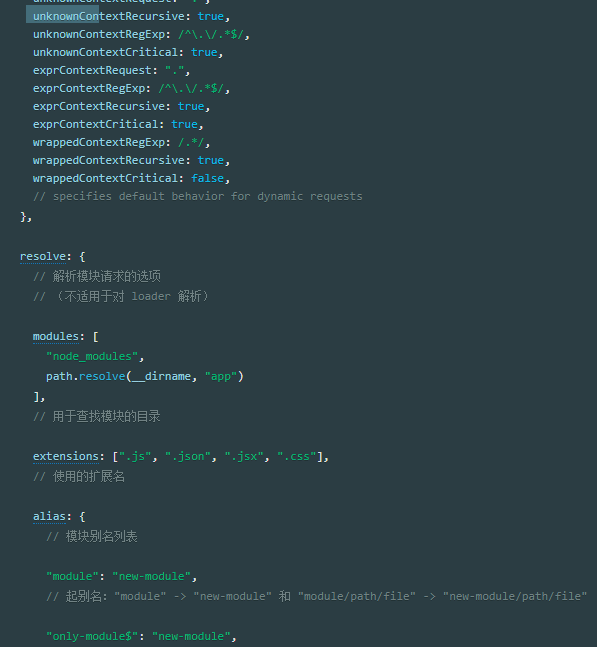 unknownContextRecursive: true,
unknownContextRegExp: /^\.\/.*$/,
unknownContextCritical: true,
exprContextRequest: ".",
exprContextRegExp: /^\.\/.*$/,
exprContextRecursive: true,
exprContextCritical: true,
wrappedContextRegExp: /.*/,
wrappedContextRecursive: true,
wrappedContextCritical: false,
// specifies default behavior for dynamic requests
},
resolve: {
// 解析模块请求的选项
// （不适用于对 loader 解析）
modules: [
"node_modules",
path.resolve(__dirname, "app")
],
// 用于查找模块的目录
extensions: [".js", ".json", ".jsx", ".css"],
// 使用的扩展名
alias: {
// 模块别名列表
"module": "new-module",
// 起别名："module" -> "new-module" 和 "module/path/file" -> "new-module/path/file"
"only-module$": "new-module",